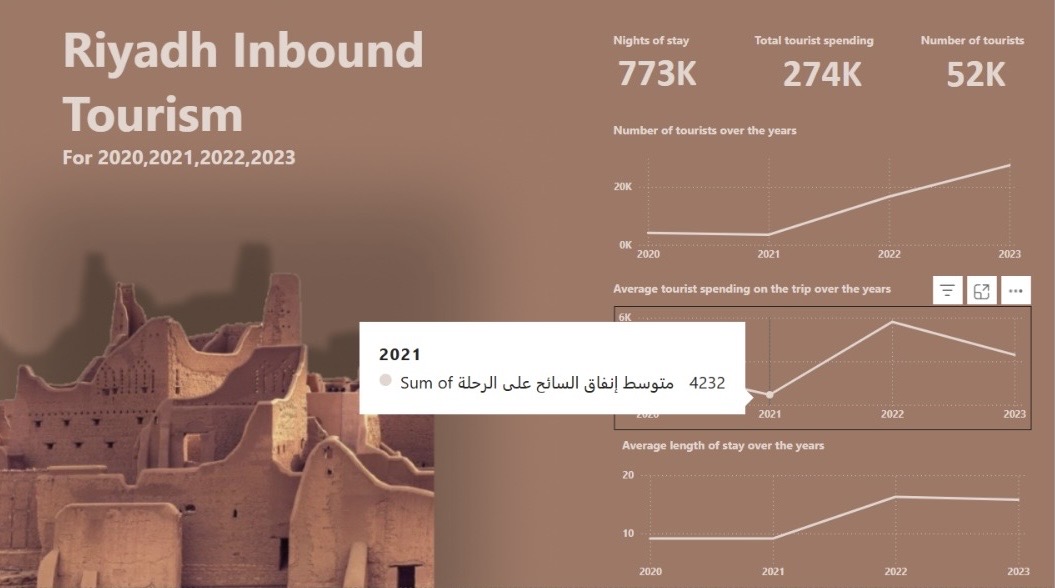 Riyadh Inbound
Tourism
For 2020,2021,2022,2023
Nights of stay
773K
Total tourist spending
274K
Number of tourists
52K
Number of tourists over the years
20K
0K
2020 2021 2022 2023
Average tourist spending on the trip over the years
6K
2021
Sum of متوسط إنفاق السائح على الرحلة 4232
2020 2021 2022 2023
Average length of stay over the years
20
10
2020 2021 2022 2023